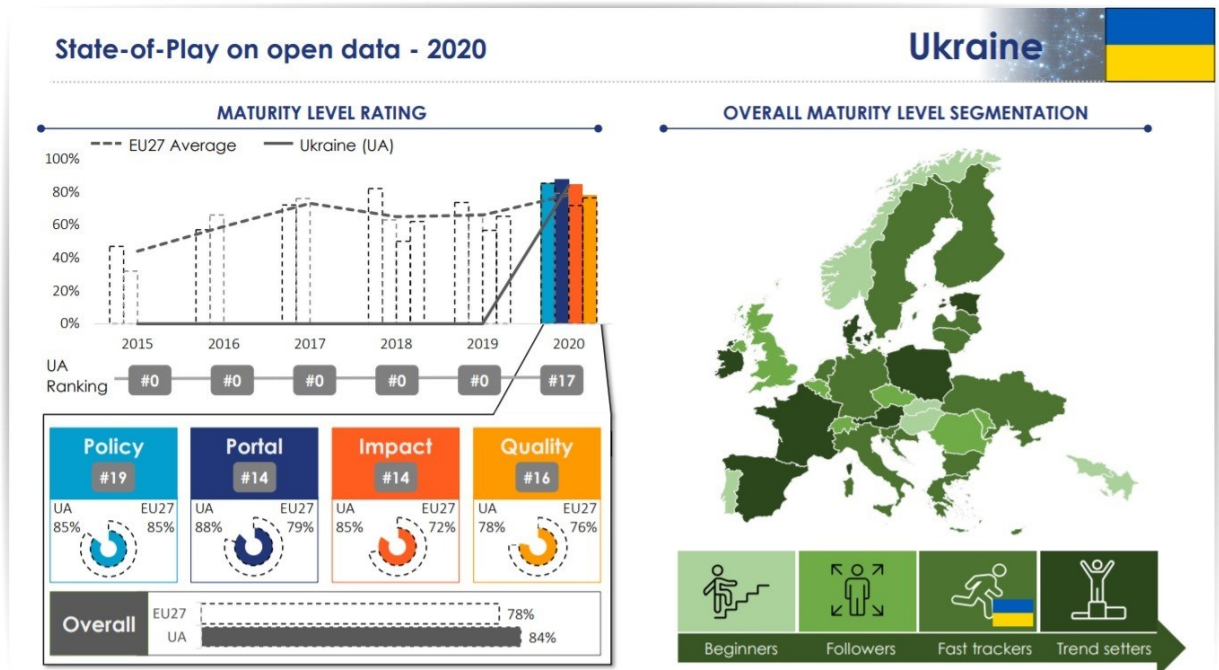 State-of-Play on open data - 2020
Ukraine
MATURITY LEVEL RATING
EU27 Average
Ukraine (UA)
100%
80%
60%
40%
20%
0%
2015 2016 2017 2018 2019 2020
UA
Ranking
#0 #0 #0 #0 #0 #17
Policy
#19
UA EU27
85% 85%
Portal
#14
UA EU27
88% 79%
Impact
#14
UA EU27
85% 72%
Quality
#16
UA EU27
78% 76%
Overall
EU27 78%
UA 84%
OVERALL MATURITY LEVEL SEGMENTATION
Beginners Followers Fast trackers Trend setters